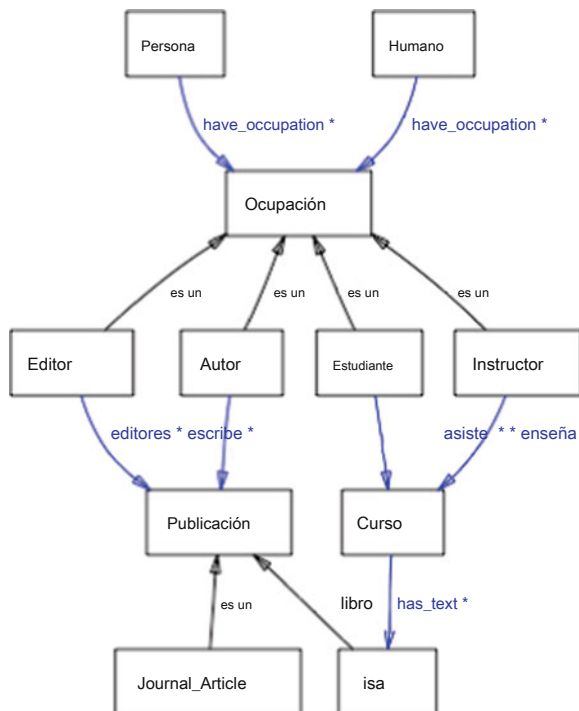 Persona
Humano
have_occupation * have_occupation *
Ocupación
es un es un es un es un
Editor Autor Estudiante Instructor
editores * escribe * asiste * * enseña
Publicación Curso
es un libro has_text *
Journal_Article isa